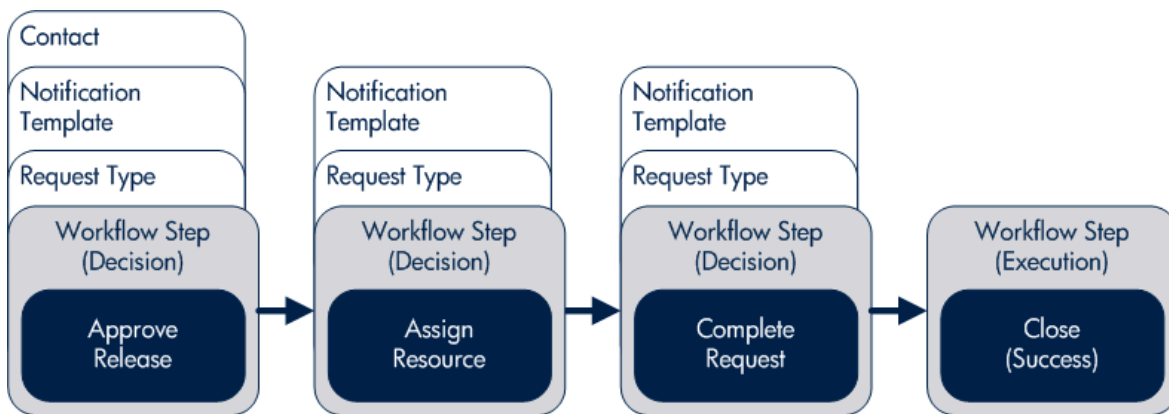 Contact
Notification
Template
Request Type
Workflow Step
(Decision)
Approve
Release
Notification
Template
Request Type
Workflow Step
(Decision)
Assign
Resource
Notification
Template
Request Type
Workflow Step
(Decision)
Complete
Request
Workflow Step
(Execution)
Close
(Success)